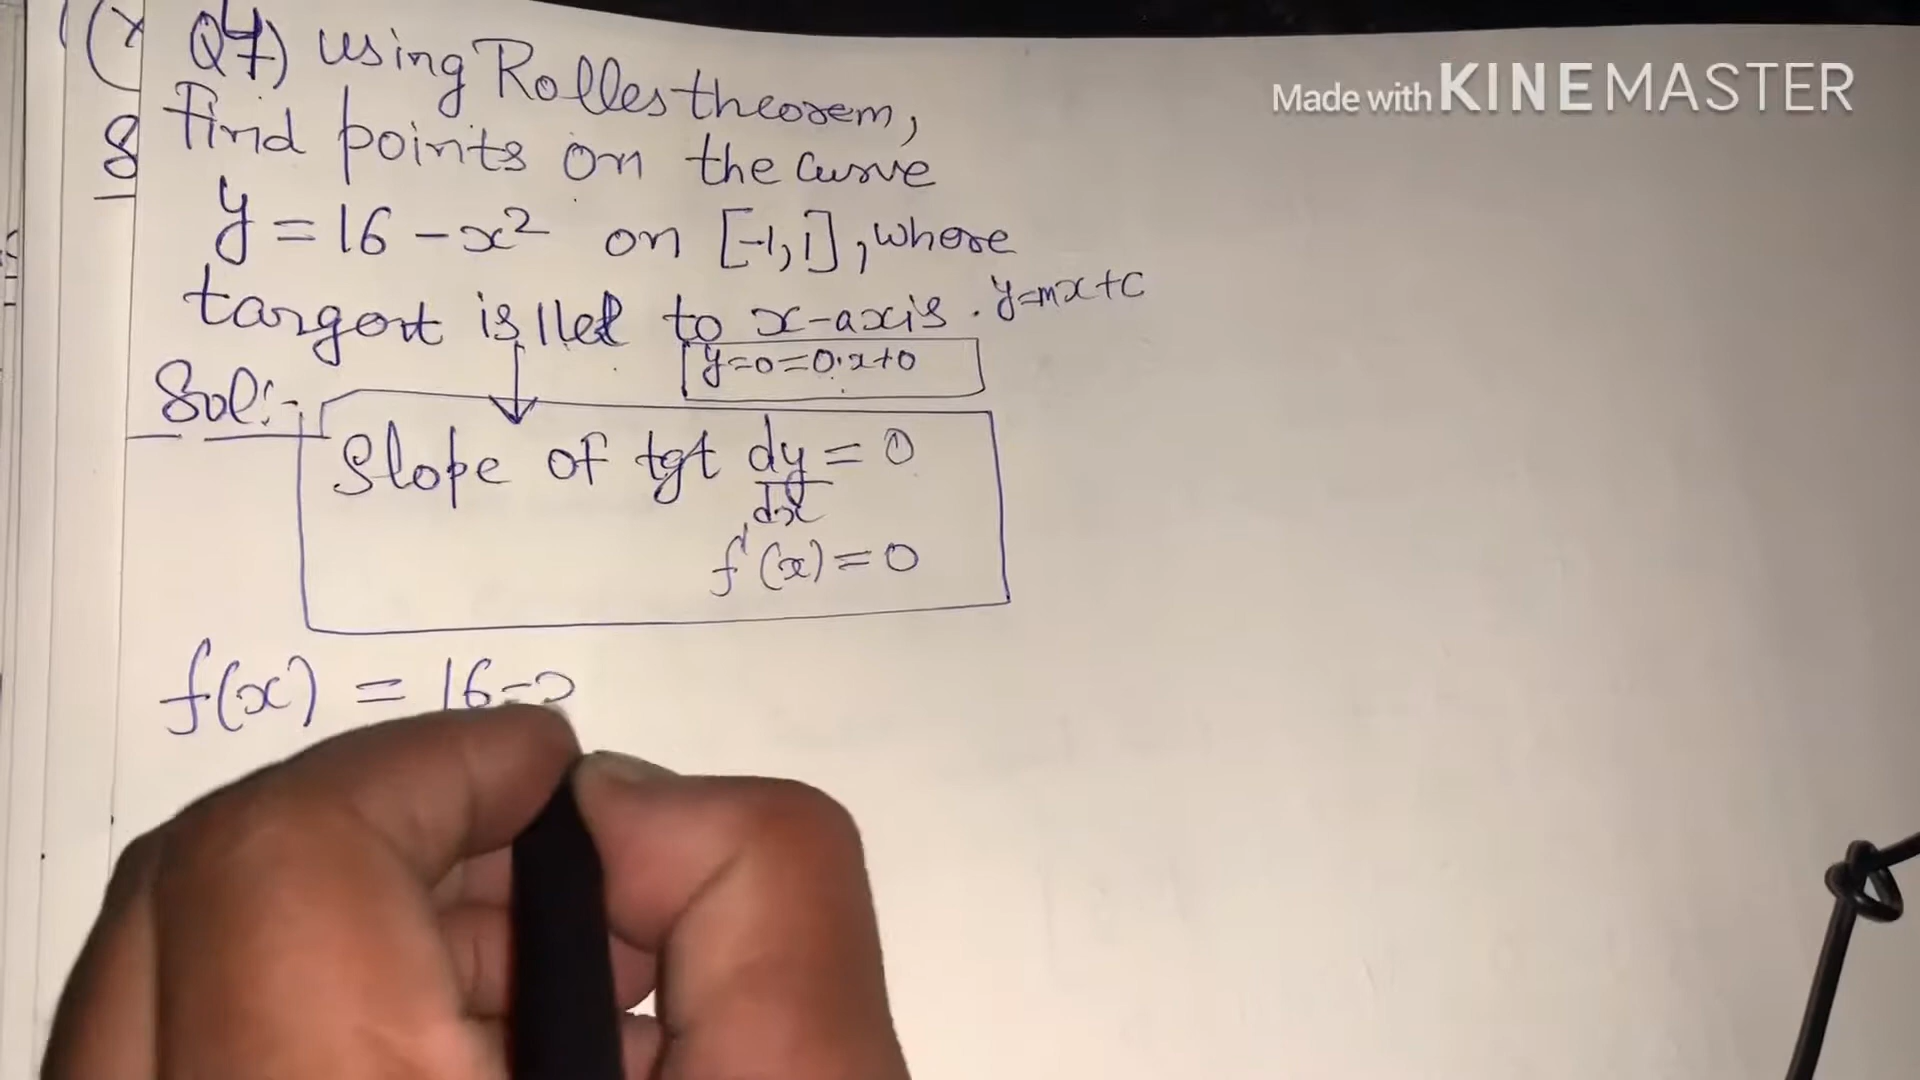 Q7) using Rolles theorem,
Find points on the curve
y = 16 - x² on [-1, 1], where
tangent is llel to x-axis. y=mx+c
y=0=0.x+0
Sol:-
Slope of tgt dy/dx = 0
f'(x) = 0
f(x) = 16-x
Made with KINEMASTER